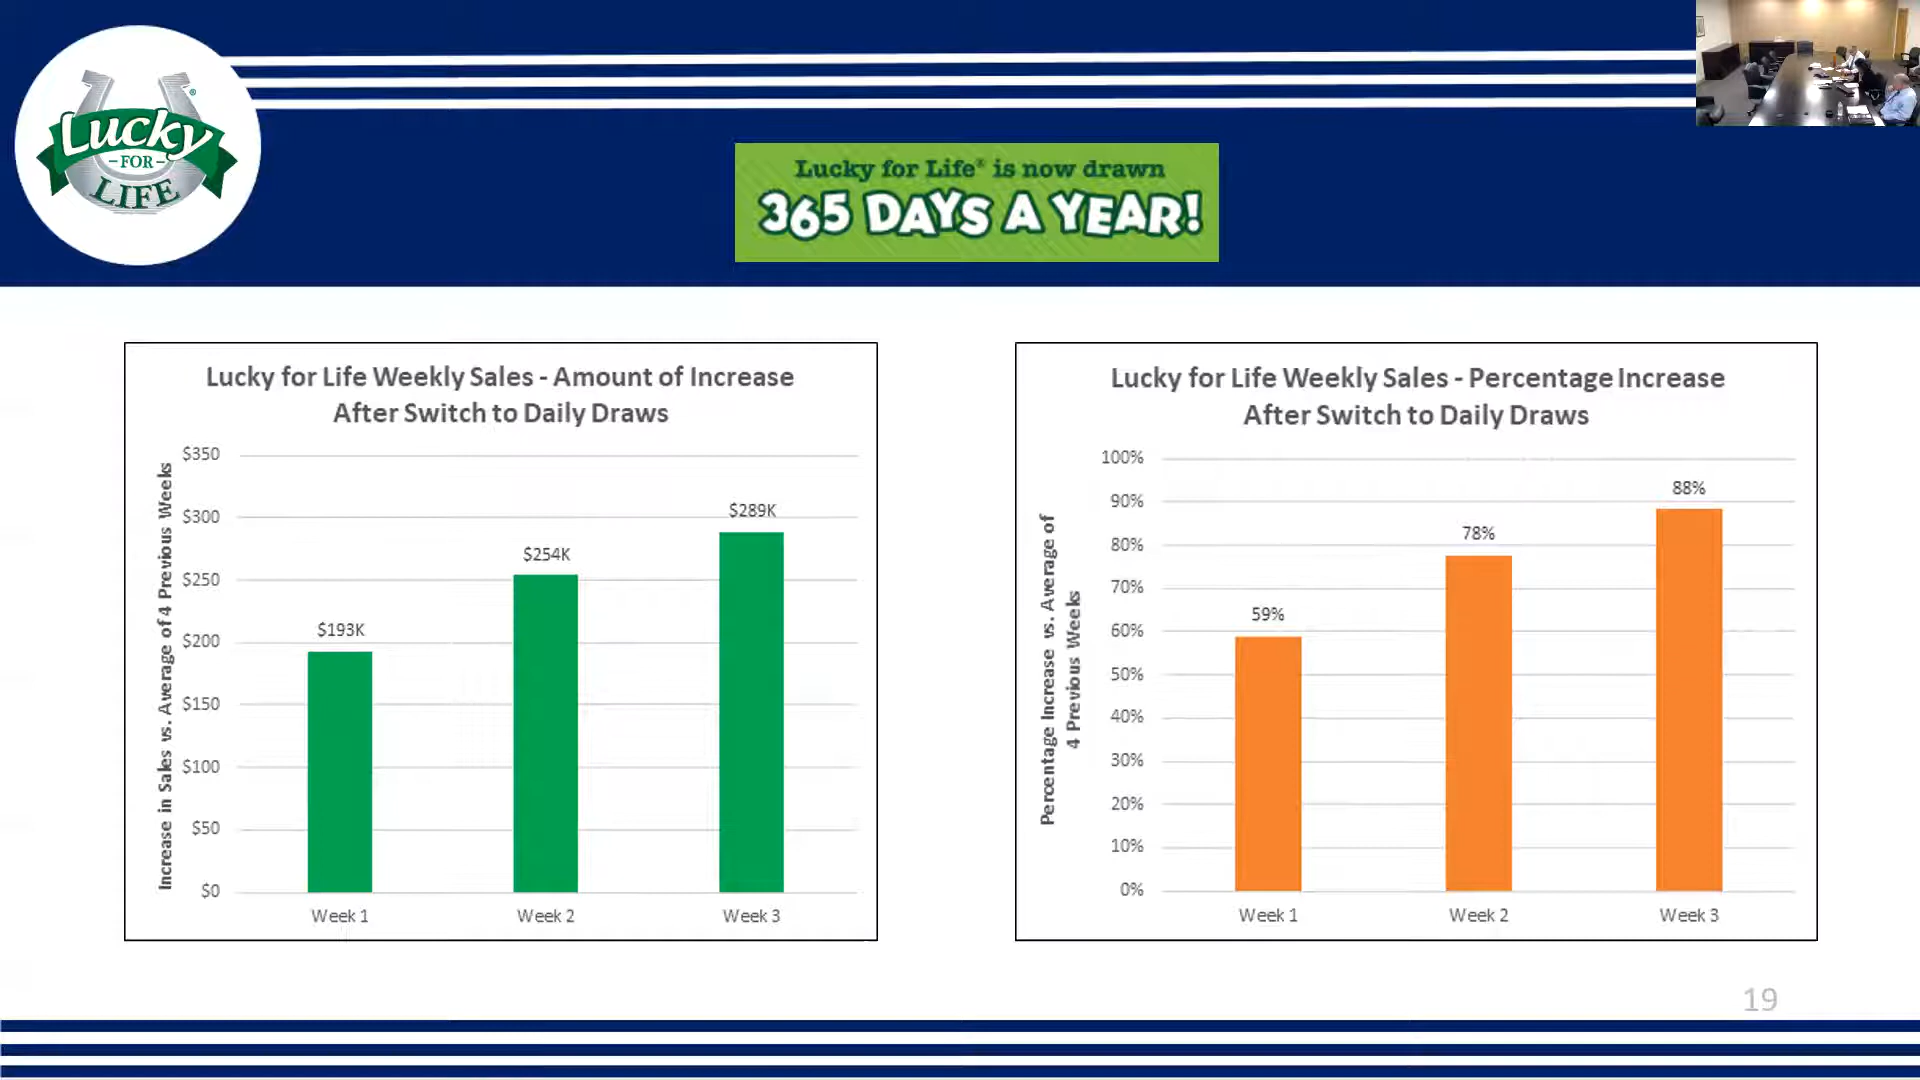 Lucky
-FOR-
LIFE
®
Lucky for Life® is now drawn
365 DAYS A YEAR!
Lucky for Life Weekly Sales - Amount of Increase
After Switch to Daily Draws
Increase in Sales vs. Average of 4 Previous Weeks
$350
$300
$250
$200
$150
$100
$50
$0
$193K
$254K
$289K
Week 1
Week 2
Week 3
Lucky for Life Weekly Sales - Percentage Increase
After Switch to Daily Draws
Percentage Increase vs. Average of
4 Previous Weeks
100%
90%
80%
70%
60%
50%
40%
30%
20%
10%
0%
59%
78%
88%
Week 1
Week 2
Week 3
19